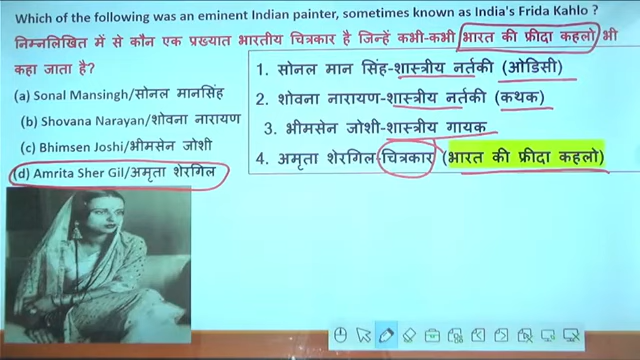 Which of the following was an eminent Indian painter, sometimes known as India's Frida Kahlo ?
निम्नलिखित में से कौन एक प्रख्यात भारतीय चित्रकार है जिन्हें कभी-कभी भारत की फ्रीदा कहलो भी
कहा जाता है?
(a) Sonal Mansingh/सोनल मानसिंह
(b) Shovana Narayan/शोवना नारायण
(c) Bhimsen Joshi/भीमसेन जोशी
(d) Amrita Sher Gil/अमृता शेरगिल
1. सोनल मान सिंह-शास्त्रीय नर्तकी (ओडिसी)
2. शोवना नारायण-शास्त्रीय नर्तकी (कथक)
3. भीमसेन जोशी-शास्त्रीय गायक
4. अमृता शेरगिल-चित्रकार (भारत की फ्रीदा कहलो)